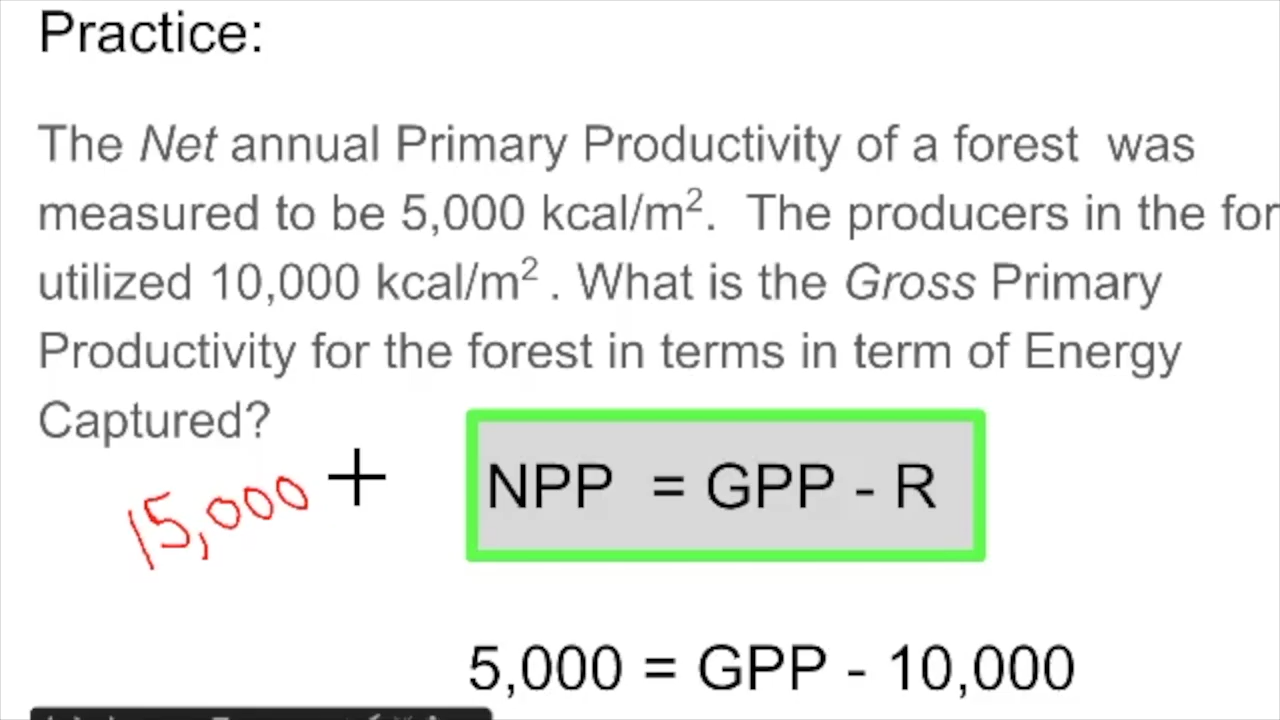 Practice:
The Net annual Primary Productivity of a forest was
measured to be 5,000 kcal/m². The producers in the for
utilized 10,000 kcal/m² . What is the Gross Primary
Productivity for the forest in terms in term of Energy
Captured?
15,000
NPP = GPP - R
5,000 = GPP - 10,000